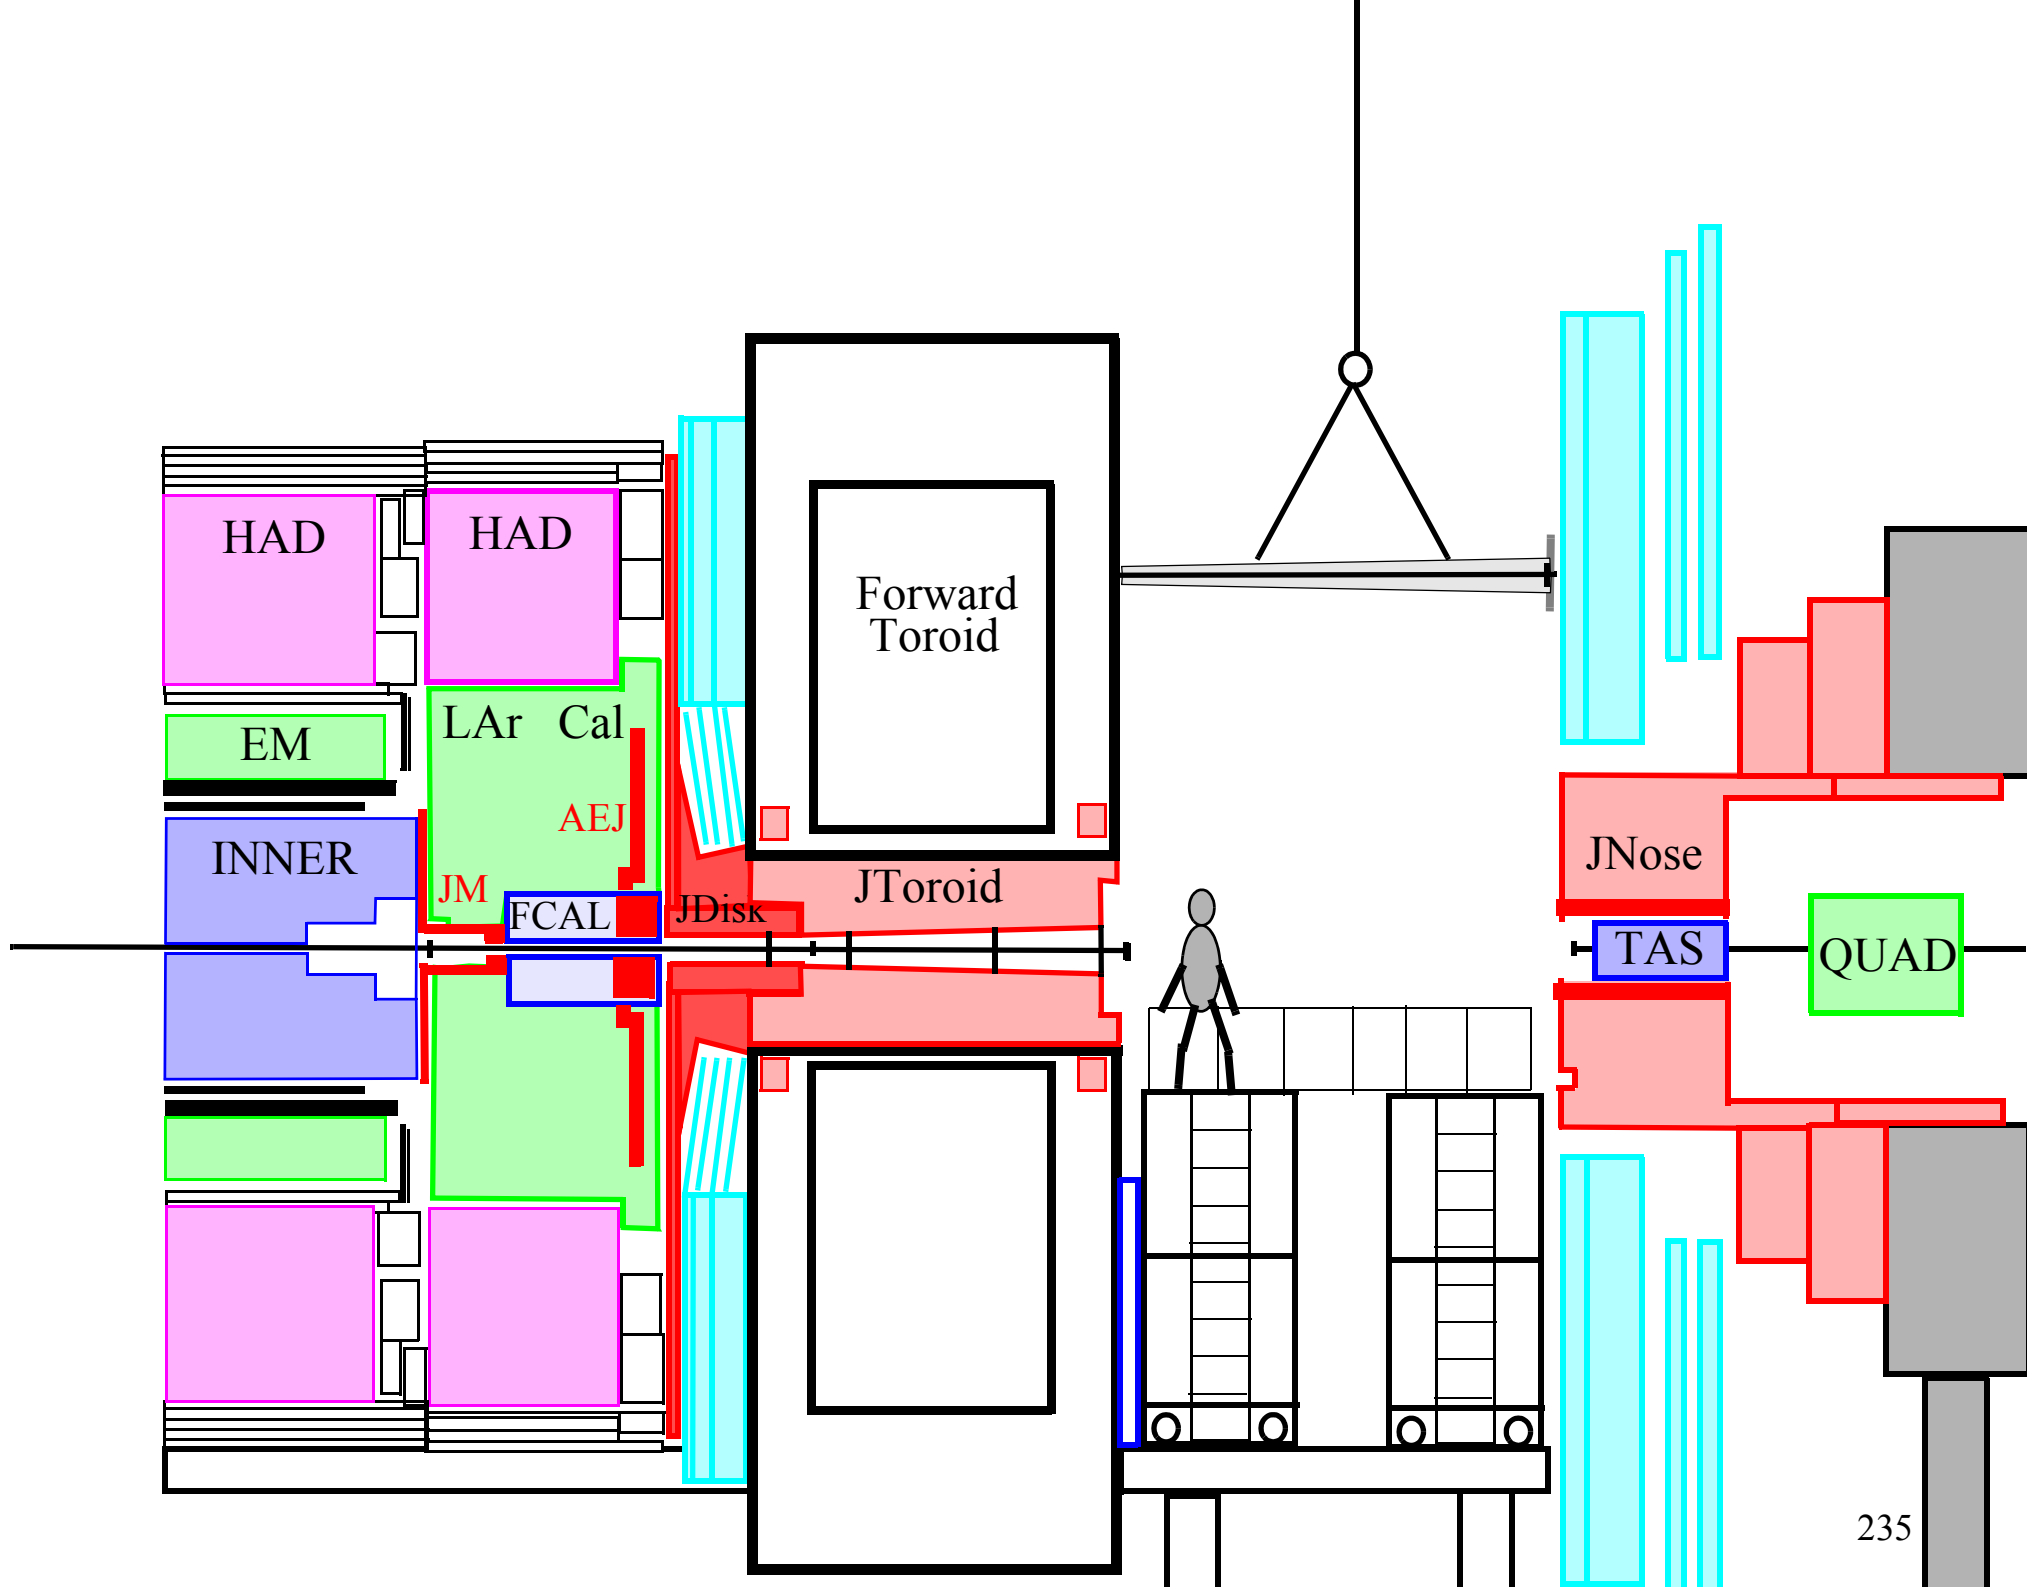 HAD
HAD
Forward
Toroid
LAr Cal
EM
AEJ
INNER
JM
FCAL
JDisk
JToroid
JNose
TAS
QUAD
235